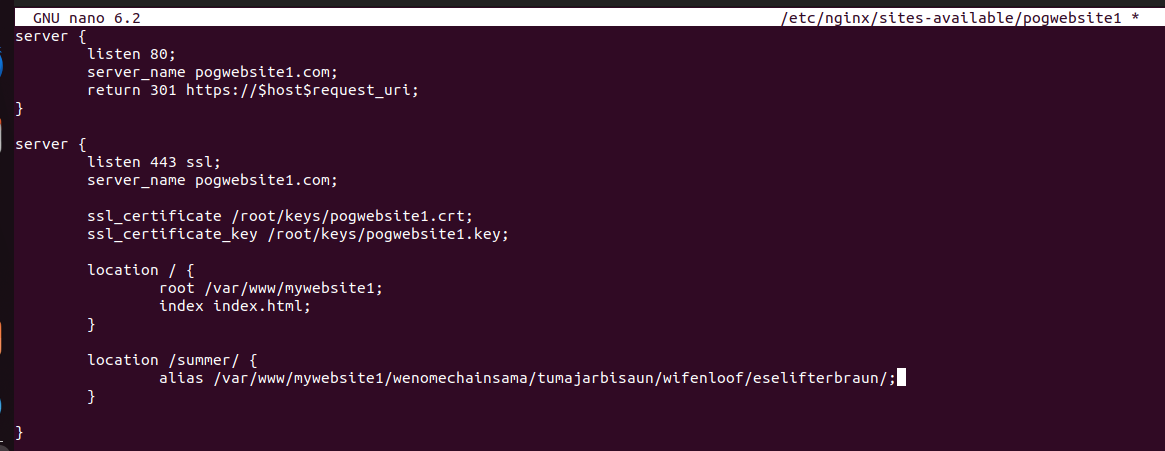 GNU nano 6.2 /etc/nginx/sites-available/pogwebsite1 *
server {
listen 80;
server_name pogwebsite1.com;
return 301 https://$host$request_uri;
}
server {
listen 443 ssl;
server_name pogwebsite1.com;
ssl_certificate /root/keys/pogwebsite1.crt;
ssl_certificate_key /root/keys/pogwebsite1.key;
location / {
root /var/www/mywebsite1;
index index.html;
}
location /summer/ {
alias /var/www/mywebsite1/wenomechainsama/tumajarbisaun/wifenloof/eselifterbraun/;
}
}